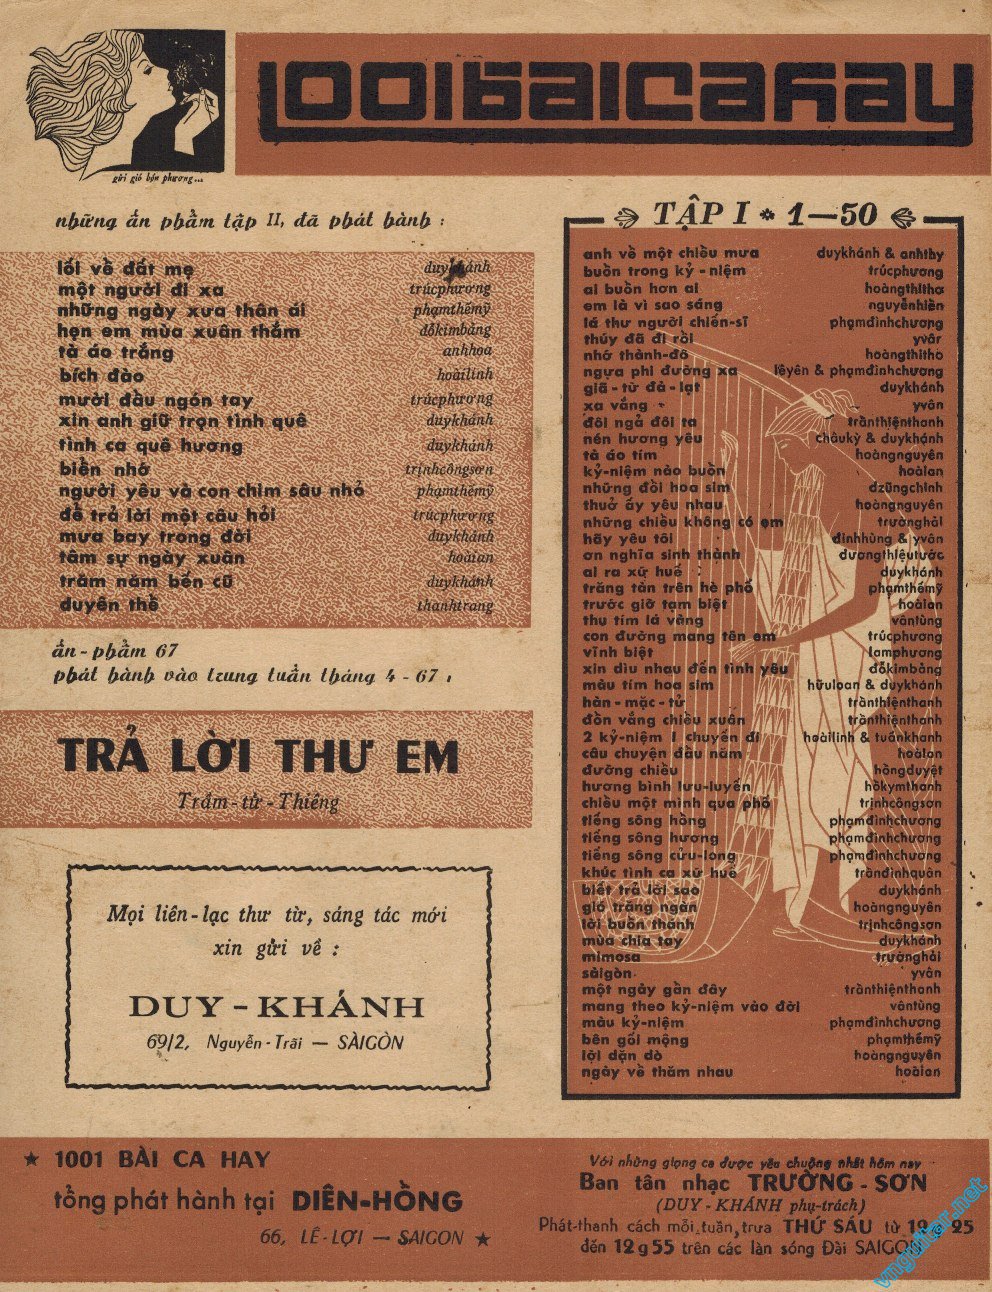 1001 bài ca hay
gửi gió bốn phương...
những ấn phẩm tập II, đã phát hành :
lối về đất mẹ duykhánh
một người đi xa trúcphương
những ngày xưa thân ái phạmthếmỹ
hẹn em mùa xuân thắm đỗkimbảng
tà áo trắng anhhoa
bích đào hoàilinh
mười đầu ngón tay trúcphương
xin anh giữ trọn tình quê duykhánh
tình ca quê hương duykhánh
biển nhớ trịnhcôngsơn
người yêu và con chim sâu nhỏ phạmthếmỹ
để trả lời một câu hỏi trúcphương
mưa bay trong đời duykhánh
tâm sự ngày xuân hoàian
trăm năm bến cũ duykhánh
duyên thề thanhtrang
ấn - phẩm 67
phát hành vào trung tuần tháng 4 - 67 .
TRẢ LỜI THƯ EM
Trầm - tử - Thiêng
Mọi liên - lạc thư từ, sáng tác mới
xin gửi về :
DUY - KHÁNH
69/2, Nguyễn - Trãi — SÀIGÒN
TẬP I * 1—50
anh về một chiều mưa duykhánh & anhthy
buồn trong kỷ - niệm trúcphương
ai buồn hơn ai hoàngthithơ
em là vì sao sáng nguyễnhiền
lá thư người chiến - sĩ phạmđìnhchương
thúy đã đi rồi yvân
nhớ thành - đô hoàngthithơ
ngựa phi đường xa lêyên & phạmđìnhchương
giã - từ đà - lạt duykhánh
xa vắng yvân
đôi ngả đôi ta trầnthiệnthanh
nén hương yêu châukỳ & duykhánh
tà áo tím hoàngnguyên
kỷ - niệm nào buồn hoàian
những đồi hoa sim dzũngchinh
thuở ấy yêu nhau hoàngnguyên
những chiều không có em trườnghải
hãy yêu tôi đinhhùng & yvân
ơn nghĩa sinh thành dươngthiệutước
ai ra xứ huế duykhánh
trăng tàn trên hè phố phạmthếmỹ
trước giờ tạm biệt hoàian
thu tím lá vàng văntùng
con đường mang tên em trúcphương
vĩnh biệt lamphương
xin dìu nhau đến tình yêu đỗkimbảng
màu tím hoa sim hữuloan & duykhánh
hàn - mặc - tử trầnthiệnthanh
đồn vắng chiều xuân trầnthiệnthanh
2 kỷ - niệm 1 chuyến đi hoàilinh & tuấnkhanh
câu chuyện đầu năm hoàian
đường chiều hồngduyệt
hương bình lưu - luyến hồkymthanh
chiều một mình qua phố trịnhcôngsơn
tiếng sông hồng phạmđìnhchương
tiếng sông hương phạmđìnhchương
tiếng sông cửu - long phạmđìnhchương
khúc tình ca xứ huế trầnđìnhquân
biết trả lời sao duykhánh
gió trăng ngàn hoàngnguyên
lời buồn thánh trịnhcôngsơn
mùa chia tay duykhánh
mimosa trườnghải
sàigòn yvân
một ngày gần đây trầnthiệnthanh
mang theo kỷ - niệm vào đời văntùng
màu kỷ - niệm phạmđìnhchương
bên gối mộng phạmthếmỹ
lời dặn dò hoàngnguyên
ngày về thăm nhau hoàian
★ 1001 BÀI CA HAY
tổng phát hành tại DIÊN - HỒNG
66, LÊ - LỢI — SAIGON ★
Với những giọng ca được yêu chuộng nhất hôm nay
Ban tân nhạc TRƯỜNG - SƠN
(DUY - KHÁNH phụ - trách)
Phát - thanh cách mỗi tuần, trưa THỨ SÁU từ 12g25
đến 12g55 trên các làn sóng Đài SAIGON
vnguitar.net